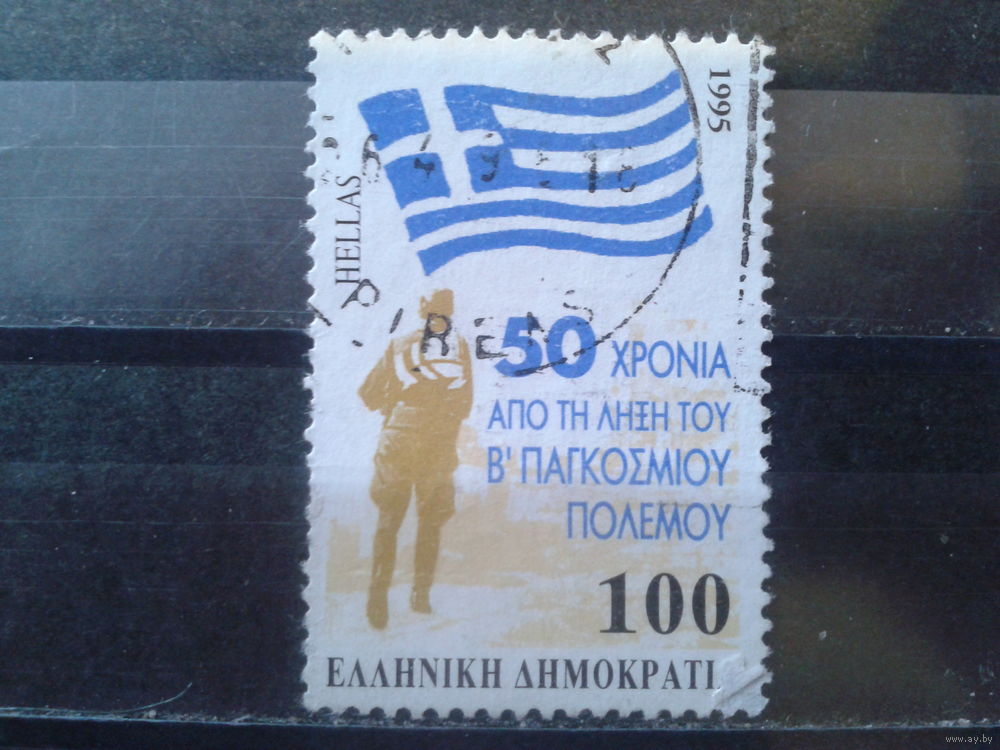 1995
HELLAS
50 ΧΡΟΝΙΑ
ΑΠΟ ΤΗ ΛΗΞΗ ΤΟΥ
Β' ΠΑΓΚΟΣΜΙΟΥ
ΠΟΛΕΜΟΥ
100
ΕΛΛΗΝΙΚΗ ΔΗΜΟΚΡΑΤΙ
www.ay.by